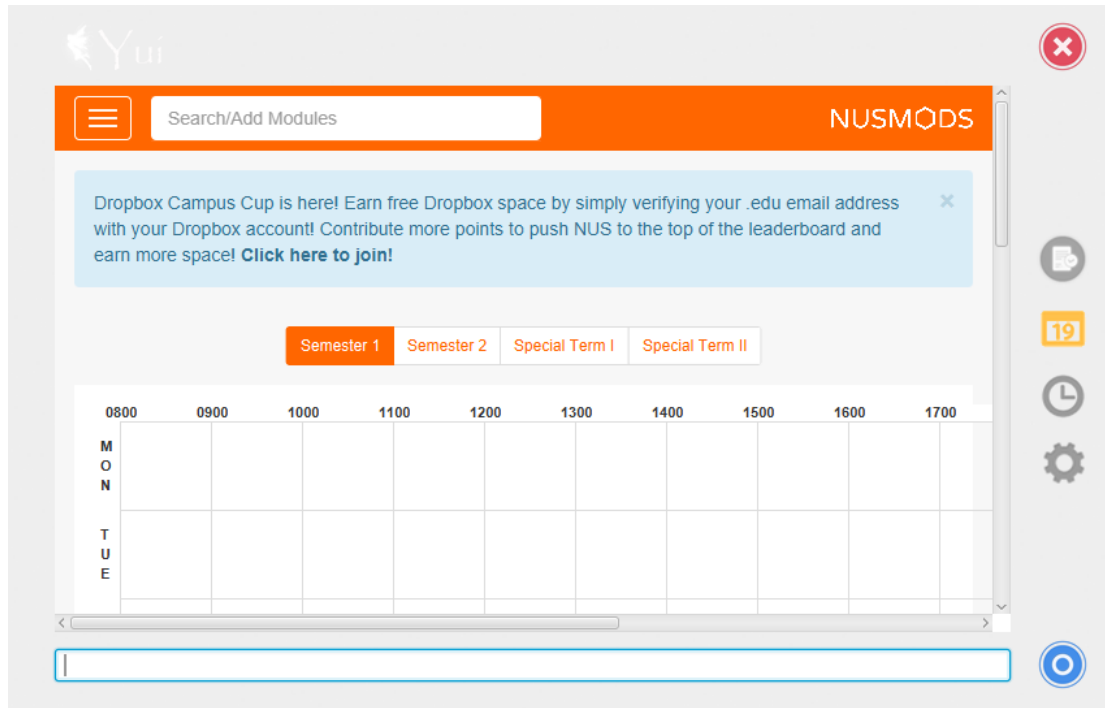 Yui
Search/Add Modules
NUSMODS
Dropbox Campus Cup is here! Earn free Dropbox space by simply verifying your .edu email address
with your Dropbox account! Contribute more points to push NUS to the top of the leaderboard and
earn more space! Click here to join!
Semester 1 Semester 2 Special Term I Special Term II
0800 0900 1000 1100 1200 1300 1400 1500 1600 1700
MON
TUE
19